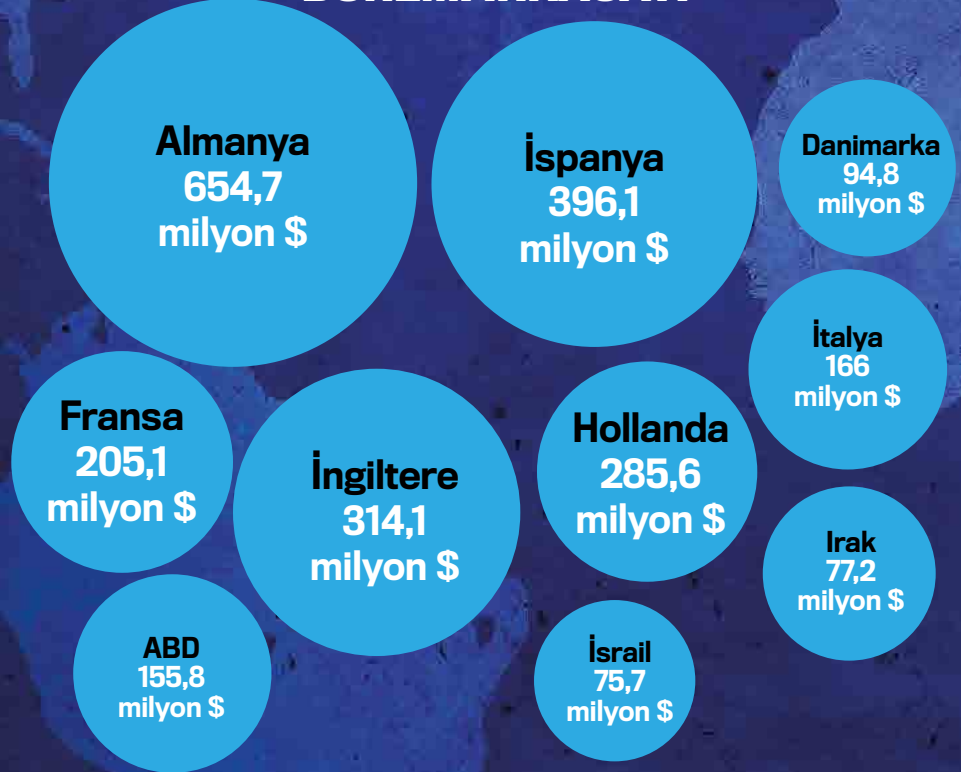 Almanya
654,7
milyon $
İspanya
396,1
milyon $
Danimarka
94,8
milyon $
İtalya
166
milyon $
Fransa
205,1
milyon $
İngiltere
314,1
milyon $
Hollanda
285,6
milyon $
Irak
77,2
milyon $
ABD
155,8
milyon $
İsrail
75,7
milyon $